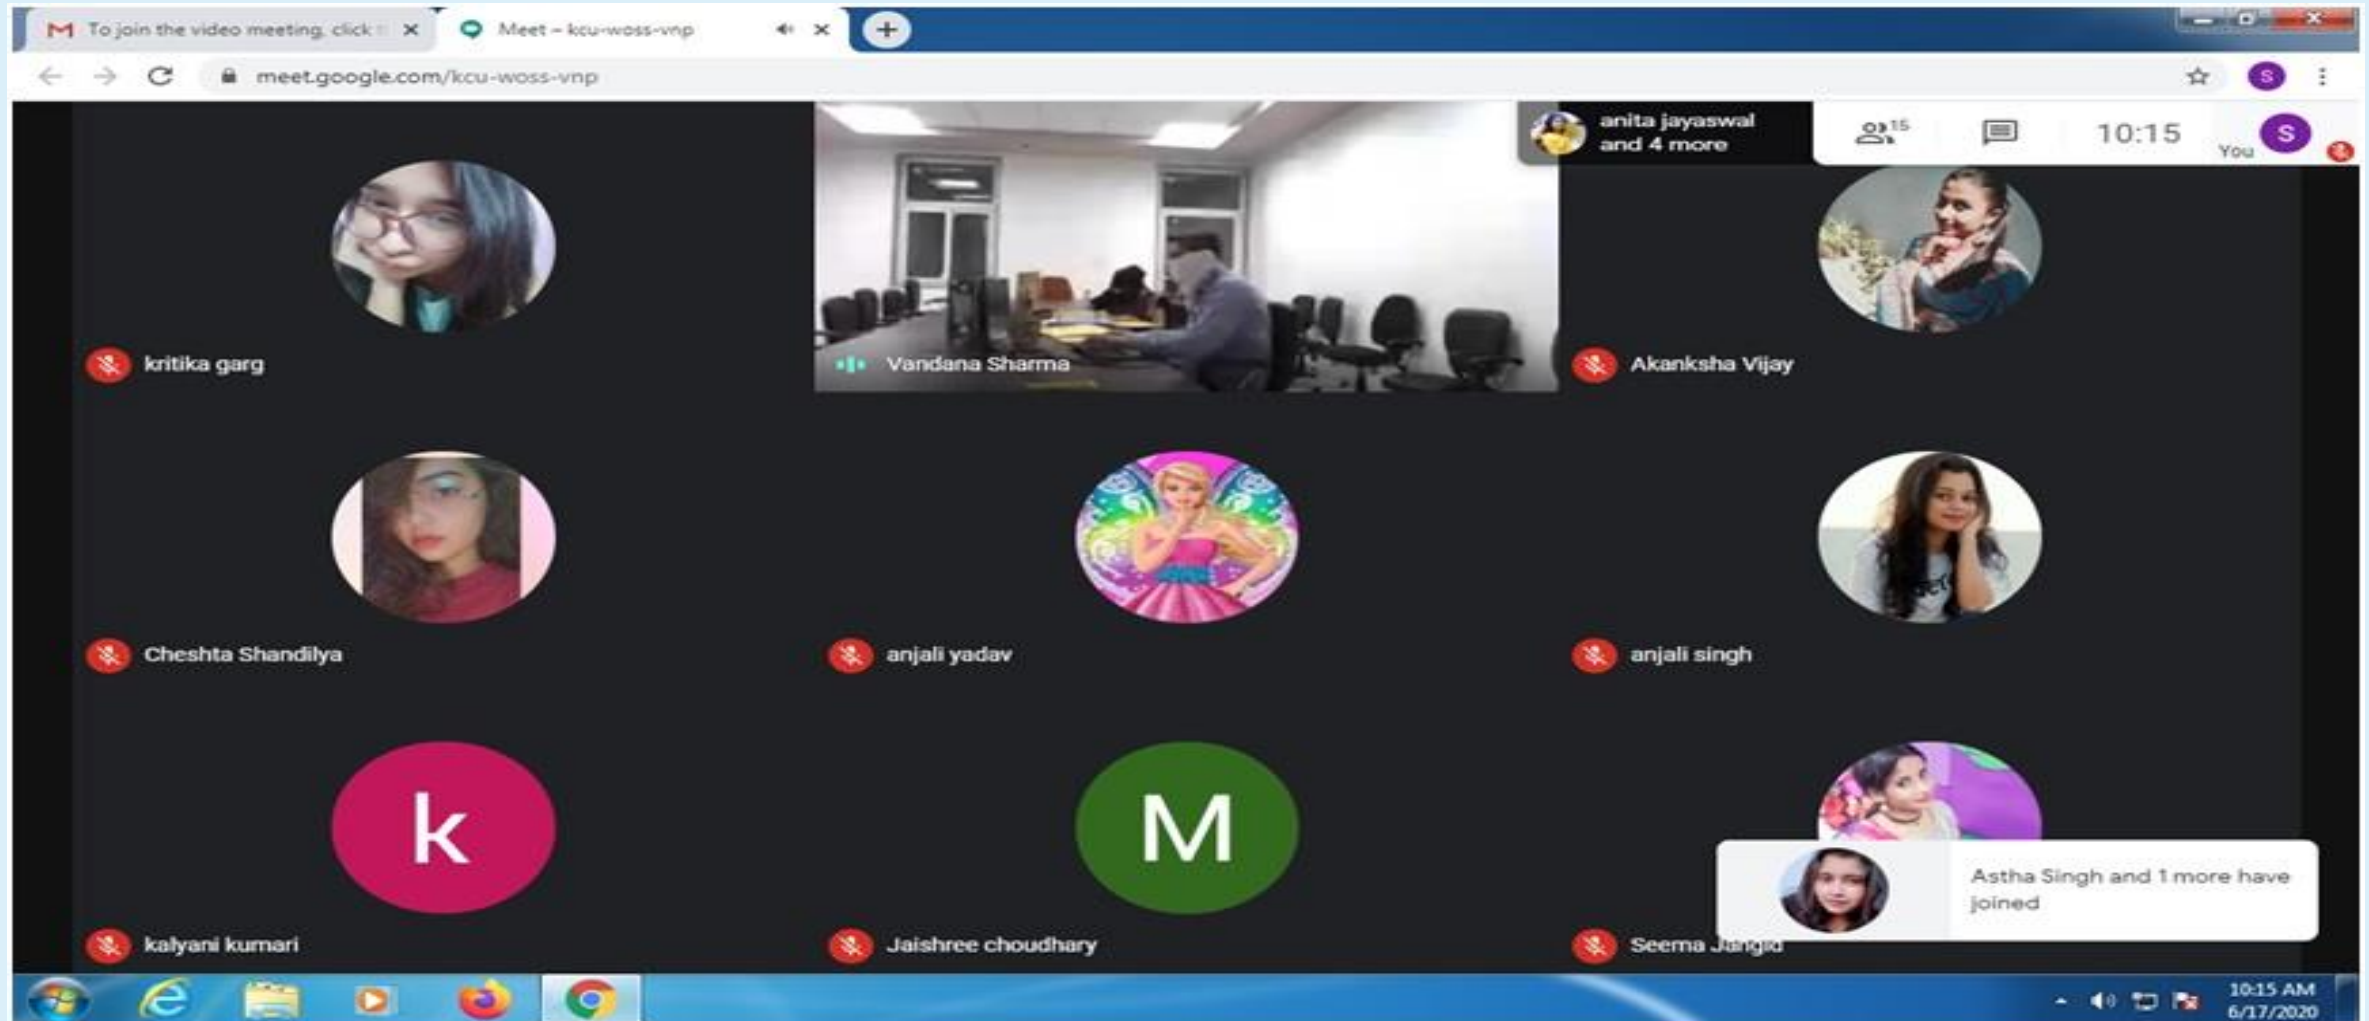 To join the video meeting, click
Meet – kcu-woss-vnp
meet.google.com/kcu-woss-vnp
S
anita jayaswal
and 4 more
15
10:15
You
S
kritika garg
Vandana Sharma
Akanksha Vijay
Cheshta Shandilya
anjali yadav
anjali singh
k
M
Astha Singh and 1 more have
joined
kalyani kumari
Jaishree choudhary
Seema Jangid
10:15 AM
6/17/2020